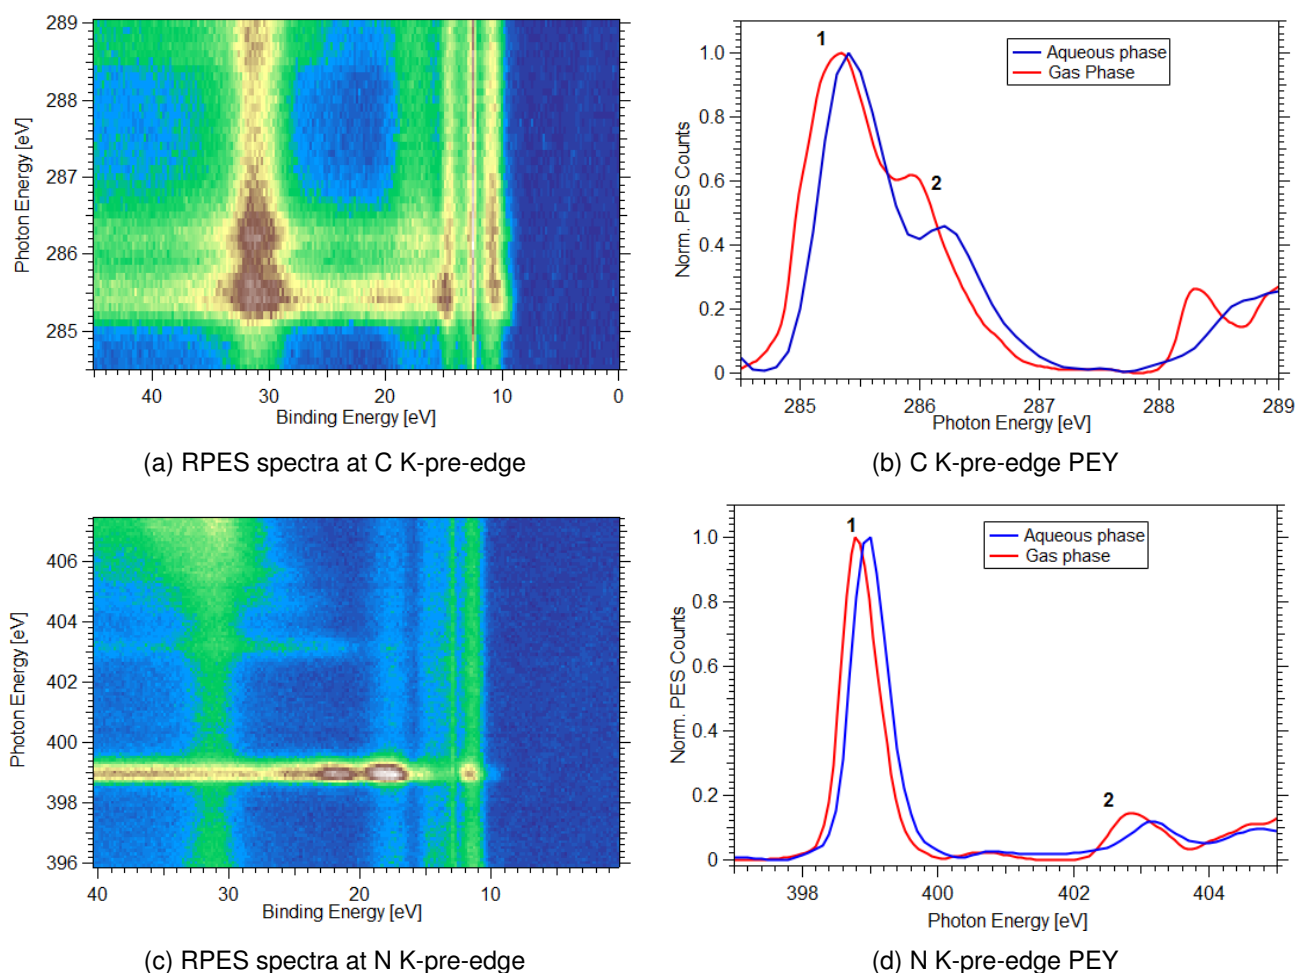 289
288
287
286
285
Photon Energy [eV]
40
30
20
10
0
Binding Energy [eV]
(a) RPES spectra at C K-pre-edge
1.0
0.8
0.6
0.4
0.2
0
Norm. PES Counts
1
2
Aqueous phase
Gas Phase
285
286
287
288
289
Photon Energy [eV]
(b) C K-pre-edge PEY
406
404
402
400
398
396
Photon Energy [eV]
40
30
20
10
Binding Energy [eV]
(c) RPES spectra at N K-pre-edge
1.0
0.8
0.6
0.4
0.2
0
Norm. PES Counts
1
2
Aqueous phase
Gas phase
398
400
402
404
Photon Energy [eV]
(d) N K-pre-edge PEY